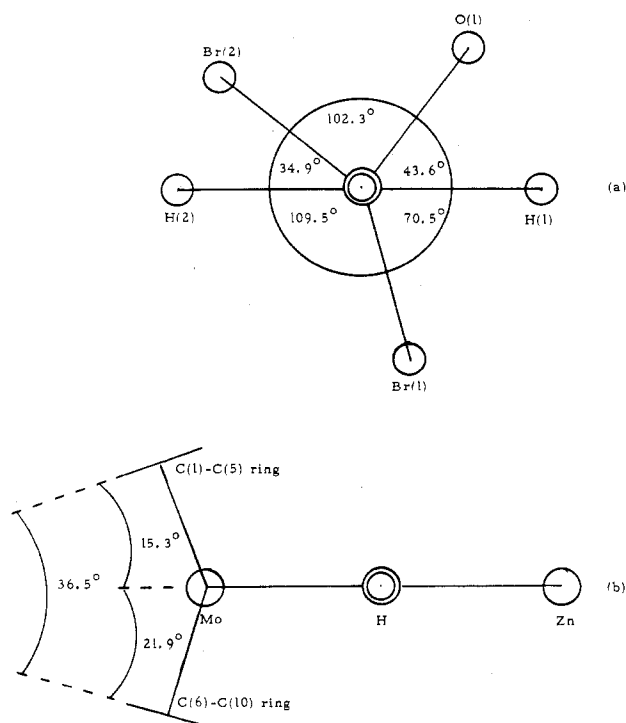 O(1)
Br(2)
102.3°
34.9°
43.6°
H(2)
109.5°
70.5°
H(1)
(a)
Br(1)
C(1)-C(5) ring
15.3°
36.5°
Mo
H
Zn
(b)
21.9°
C(6)-C(10) ring